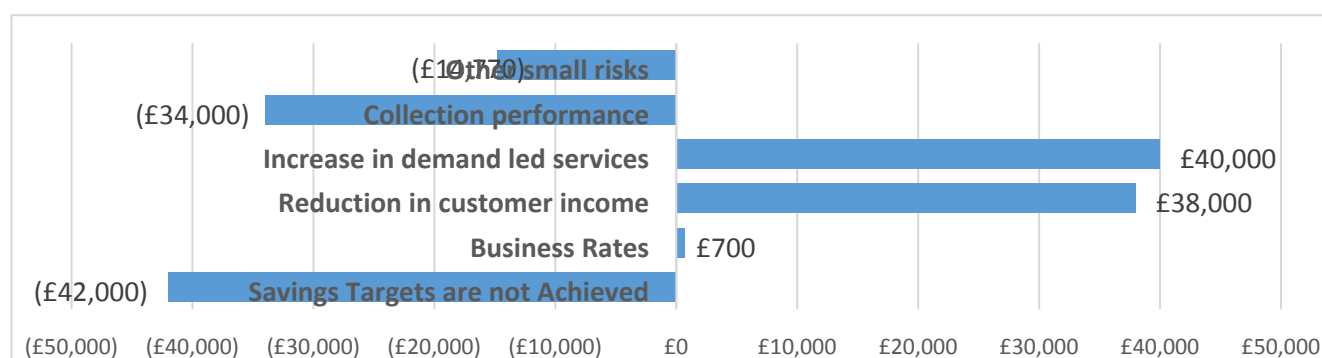 (£14,770) Other small risks
(£34,000) Collection performance
Increase in demand led services £40,000
Reduction in customer income £38,000
Business Rates £700
(£42,000) Savings Targets are not Achieved
(£50,000) (£40,000) (£30,000) (£20,000) (£10,000) £0 £10,000 £20,000 £30,000 £40,000 £50,000